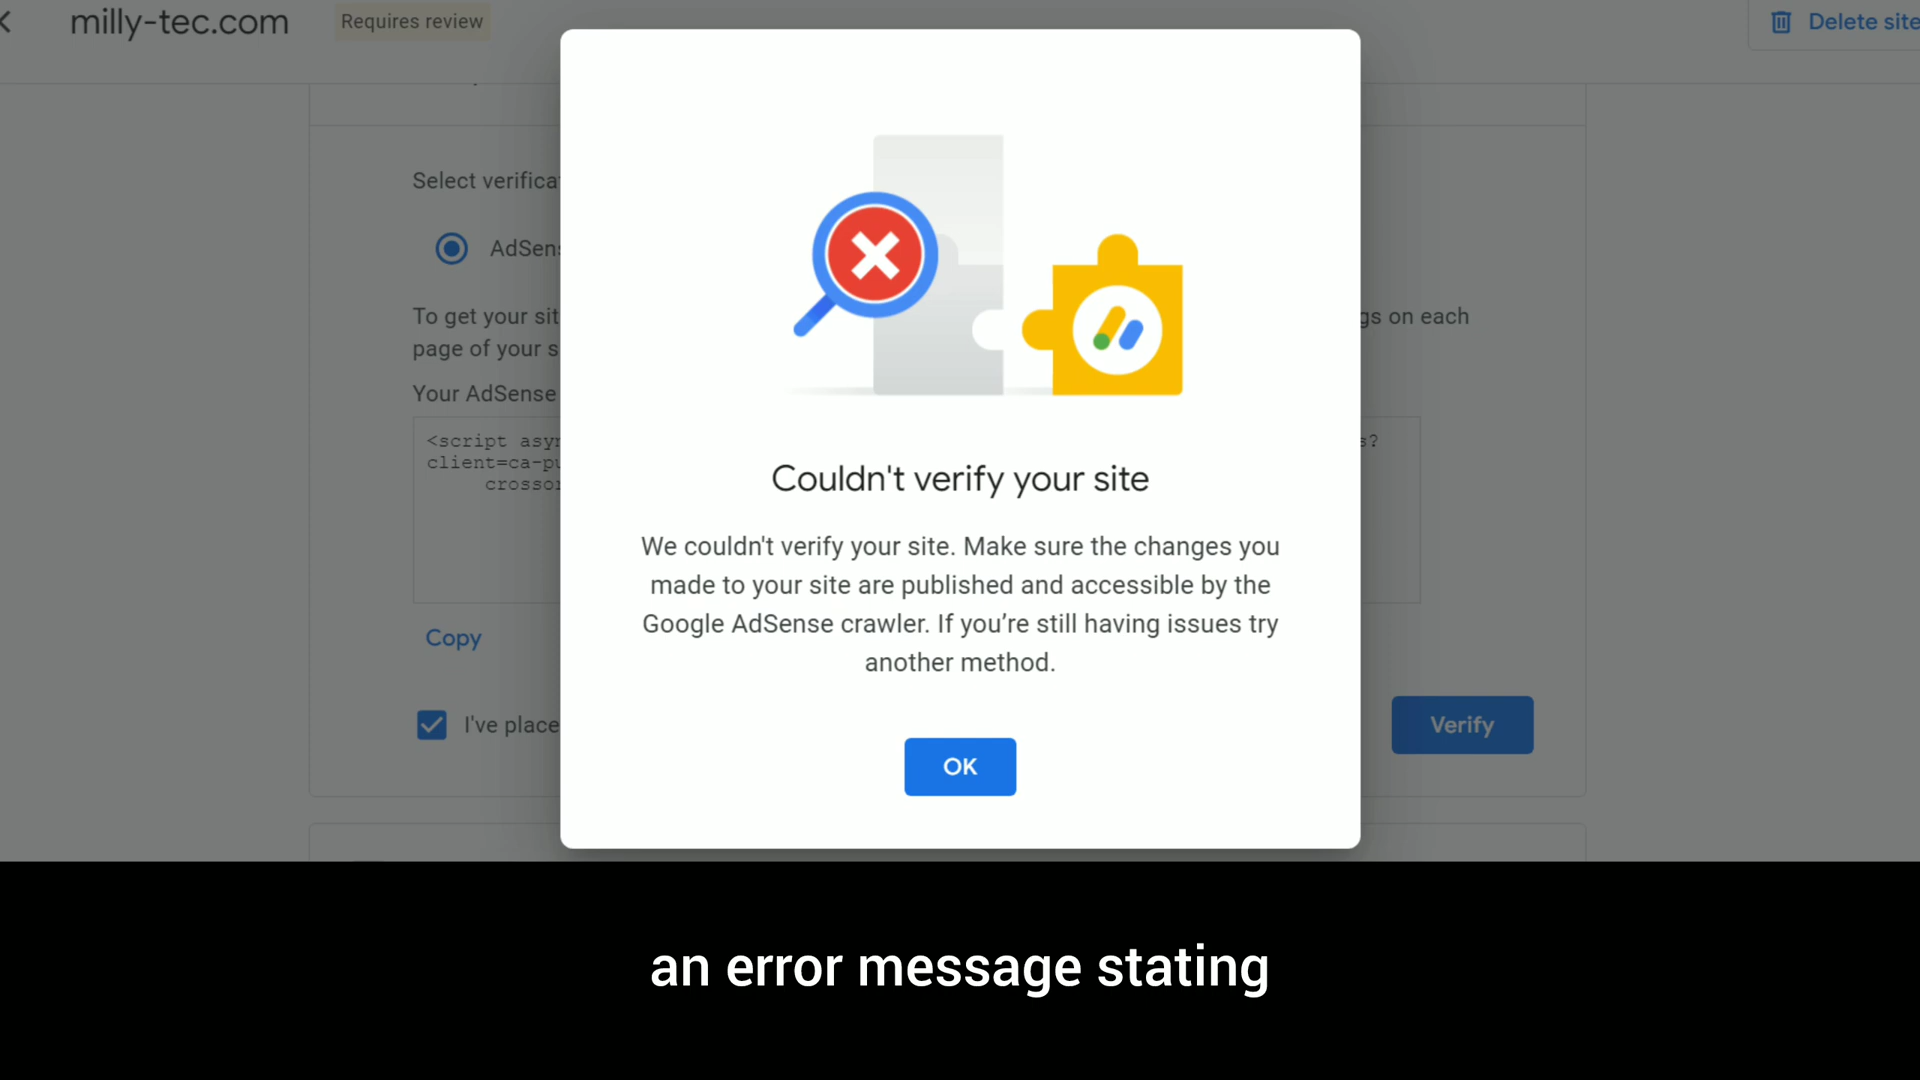 milly-tec.com
Requires review
Delete site
Select verifica
AdSens
To get your sit
gs on each
page of your s
Your AdSense
<script asyn
s?
client=ca-pu
crossor
Copy
I've place
Verify
Couldn't verify your site
We couldn't verify your site. Make sure the changes you
made to your site are published and accessible by the
Google AdSense crawler. If you’re still having issues try
another method.
OK
an error message stating